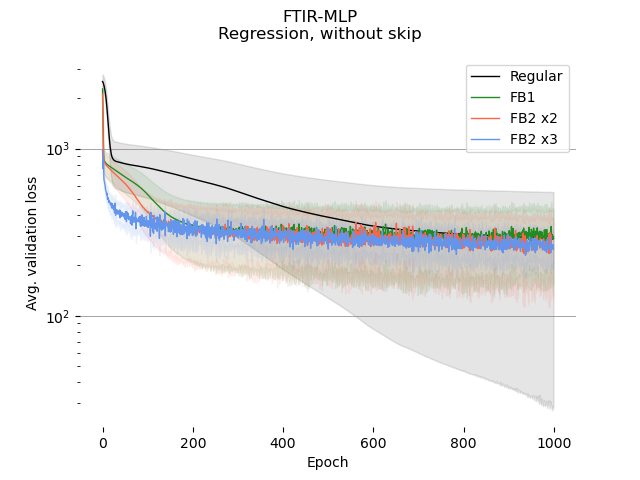 FTIR-MLP
Regression, without skip
Regular
FB1
FB2 x2
FB2 x3
10³
10²
Avg. validation loss
0 200 400 600 800 1000
Epoch